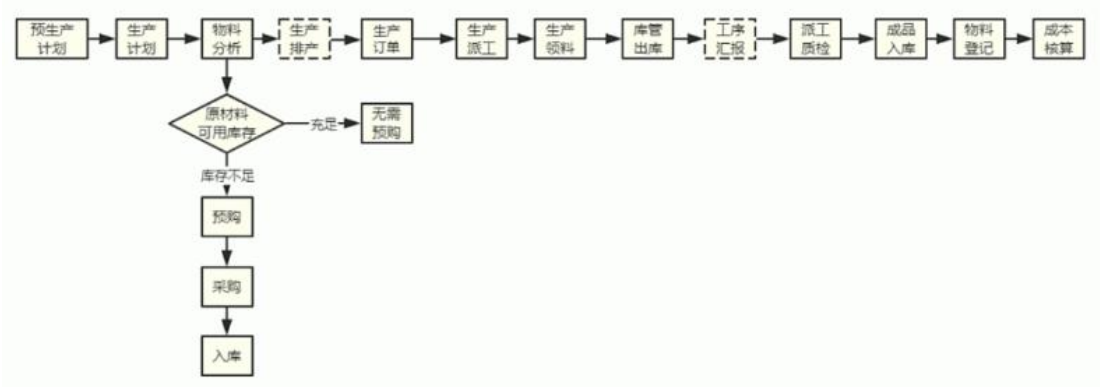 预生产
计划
生产
计划
物料
分析
生产
排产
生产
订单
生产
派工
生产
领料
库管
出库
工序
汇报
派工
质检
成品
入库
物料
登记
成本
核算
原材料
可用库存
充足
无需
预购
库存不足
预购
采购
入库